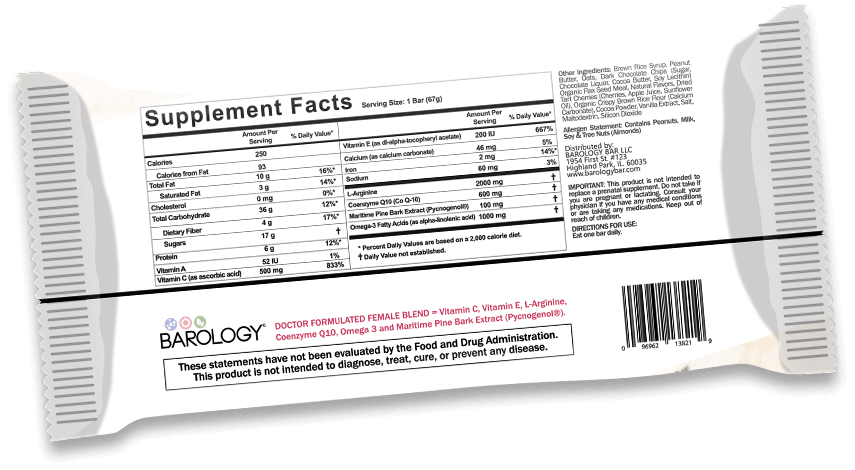 Supplement Facts Serving Size: 1 Bar (67g)
Amount Per Serving % Daily Value*
Calories 250
Calories from Fat 93
Total Fat 10 g 16%*
Saturated Fat 3 g 14%*
Cholesterol 0 mg 0%*
Total Carbohydrate 36 g 12%*
Dietary Fiber 4 g 17%*
Sugars 17 g †
Protein 6 g 12%*
Vitamin A 52 IU 1%
Vitamin C (as ascorbic acid) 500 mg 833%
Amount Per Serving % Daily Value*
Vitamin E (as dl-alpha-tocopheryl acetate) 200 IU 667%
Calcium (as calcium carbonate) 46 mg 5%
Iron 2 mg 14%*
Sodium 60 mg 3%
L-Arginine 2000 mg †
Coenzyme Q10 (Co Q-10) 600 mg †
Maritime Pine Bark Extract (Pycnogenol®) 100 mg †
Omega-3 Fatty Acids (as alpha-linolenic acid) 1000 mg †
* Percent Daily Values are based on a 2,000 calorie diet.
† Daily Value not established.
Other Ingredients: Brown Rice Syrup, Peanut
Butter, Oats, Dark Chocolate Chips (Sugar,
Chocolate Liquor, Cocoa Butter, Soy Lecithin)
Organic Flax Seed Meal, Natural Flavors, Dried
Tart Cherries (Cherries, Apple Juice, Sunflower
Oil), Organic Crispy Brown Rice Flour (Calcium
Carbonate), Cocoa Powder, Vanilla Extract, Salt,
Maltodextrin, Silicon Dioxide
Allergen Statement: Contains Peanuts, Milk,
Soy & Tree Nuts (Almonds)
Distributed by:
BAROLOGY BAR LLC
1954 First St. #123
Highland Park, IL. 60035
www.barologybar.com
IMPORTANT: This product is not intended to
replace a prenatal supplement. Do not take if
you are pregnant or lactating. Consult your
physician if you have any medical conditions
or are taking any medications. Keep out of
reach of children.
DIRECTIONS FOR USE:
Eat one bar daily.
BAROLOGY
DOCTOR FORMULATED FEMALE BLEND = Vitamin C, Vitamin E, L-Arginine,
Coenzyme Q10, Omega 3 and Maritime Pine Bark Extract (Pycnogenol®).
These statements have not been evaluated by the Food and Drug Administration.
This product is not intended to diagnose, treat, cure, or prevent any disease.
0 96962 13821 9